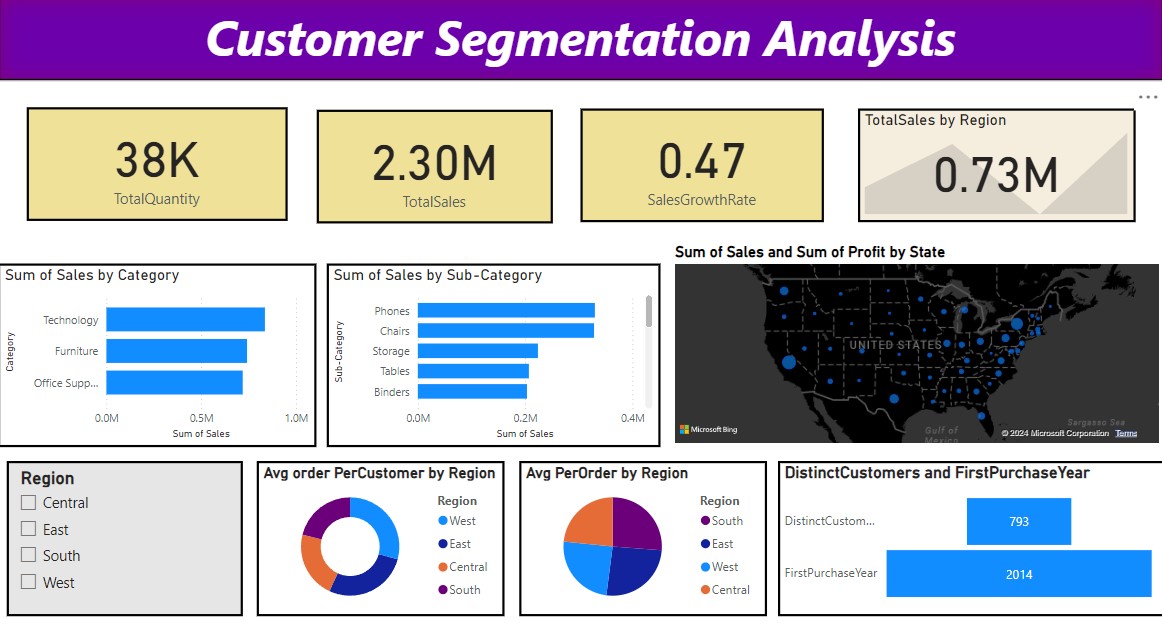 Customer Segmentation Analysis
38K
TotalQuantity
2.30M
TotalSales
0.47
SalesGrowthRate
TotalSales by Region
0.73M
Sum of Sales by Category
Category
Technology
Furniture
Office Supp...
0.0M 0.5M 1.0M
Sum of Sales
Sum of Sales by Sub-Category
Sub-Category
Phones
Chairs
Storage
Tables
Binders
0.0M 0.2M 0.4M
Sum of Sales
Sum of Sales and Sum of Profit by State
UNITED STATES
Gulf of
Mexico
Sargasso Sea
Microsoft Bing
© 2024 Microsoft Corporation Terms
Region
Central
East
South
West
Avg order PerCustomer by Region
Region
West
East
Central
South
Avg PerOrder by Region
Region
South
East
West
Central
DistinctCustomers and FirstPurchaseYear
DistinctCustom... 793
FirstPurchaseYear 2014